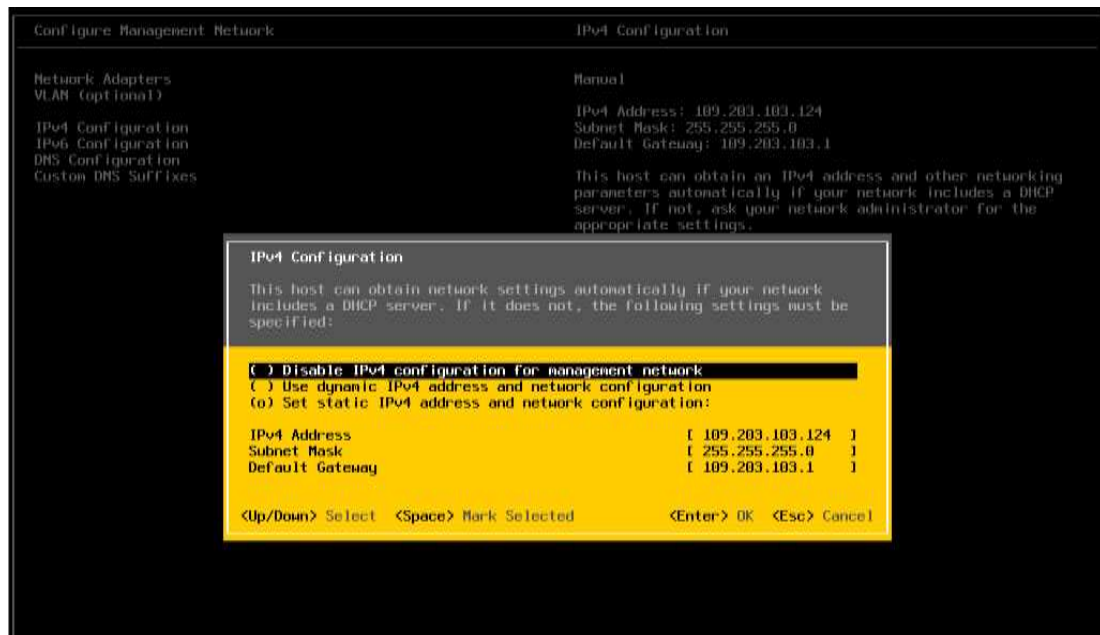 Configure Management Network
IPv4 Configuration
Network Adapters
VLAN (optional)
IPv4 Configuration
IPv6 Configuration
DNS Configuration
Custom DNS Suffixes
Manual
IPv4 Address: 109.203.103.124
Subnet Mask: 255.255.255.0
Default Gateway: 109.203.103.1
This host can obtain an IPv4 address and other networking
parameters automatically if your network includes a DHCP
server. If not, ask your network administrator for the
appropriate settings.
IPv4 Configuration
This host can obtain network settings automatically if your network
includes a DHCP server. If it does not, the following settings must be
specified:
( ) Disable IPv4 configuration for management network
( ) Use dynamic IPv4 address and network configuration
(o) Set static IPv4 address and network configuration:
IPv4 Address [ 109.203.103.124 ]
Subnet Mask [ 255.255.255.0 ]
Default Gateway [ 109.203.103.1 ]
<Up/Down> Select <Space> Mark Selected <Enter> OK <Esc> Cancel